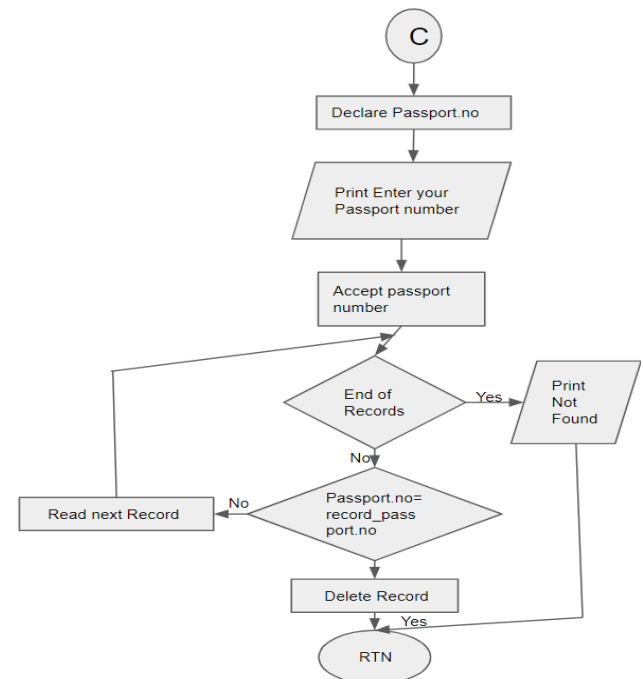 C
Declare Passport.no
Print Enter your
Passport number
Accept passport
number
End of
Records
Yes
Print
Not
Found
No
Passport.no=
record_pass
port.no
No
Read next Record
Delete Record
Yes
RTN